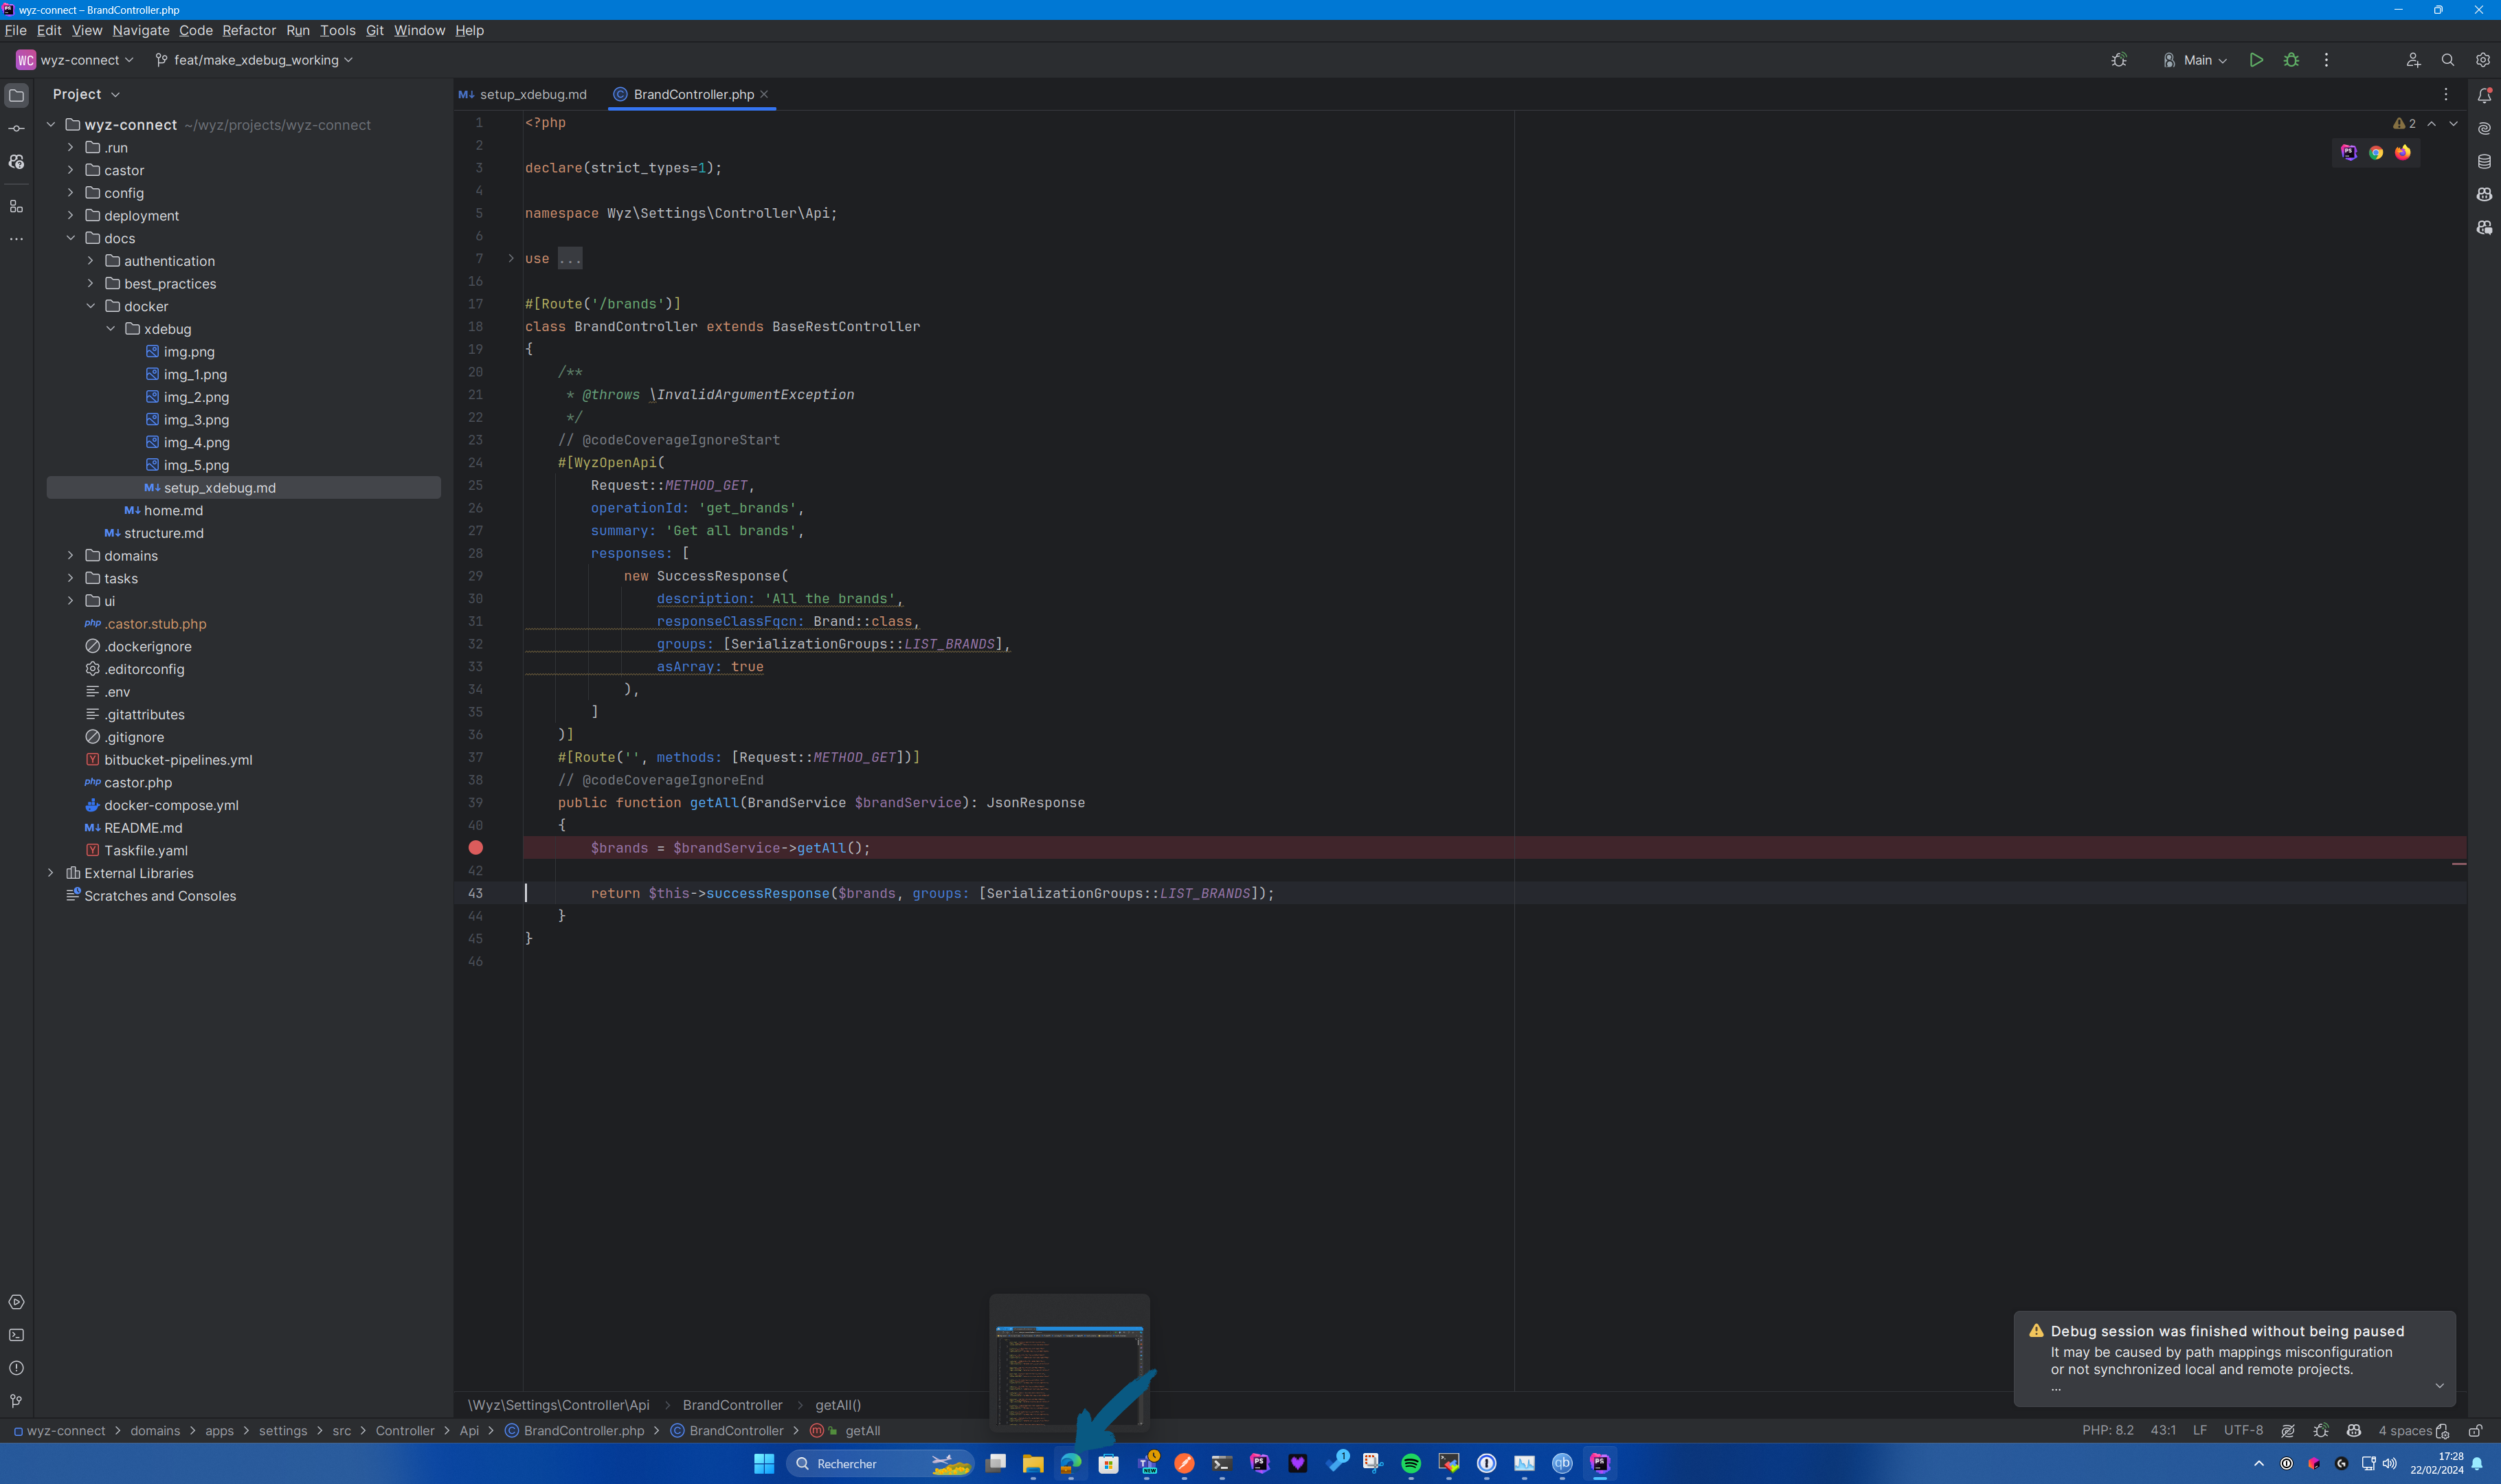 wyz-connect – BrandController.php
File Edit View Navigate Code Refactor Run Tools Git Window Help
WC wyz-connect feat/make_xdebug_working Main
Project
wyz-connect ~/wyz/projects/wyz-connect
.run
castor
config
deployment
docs
authentication
best_practices
docker
xdebug
img.png
img_1.png
img_2.png
img_3.png
img_4.png
img_5.png
setup_xdebug.md
home.md
structure.md
domains
tasks
ui
.castor.stub.php
.dockerignore
.editorconfig
.env
.gitattributes
.gitignore
bitbucket-pipelines.yml
castor.php
docker-compose.yml
README.md
Taskfile.yaml
External Libraries
Scratches and Consoles
setup_xdebug.md BrandController.php
2
1 <?php
2
3 declare(strict_types=1);
4
5 namespace Wyz\Settings\Controller\Api;
6
7 use ...
16
17 #[Route('/brands')]
18 class BrandController extends BaseRestController
19 {
20 /**
21 * @throws \InvalidArgumentException
22 */
23 // @codeCoverageIgnoreStart
24 #[WyzOpenApi(
25 Request::METHOD_GET,
26 operationId: 'get_brands',
27 summary: 'Get all brands',
28 responses: [
29 new SuccessResponse(
30 description: 'All the brands',
31 responseClassFqcn: Brand::class,
32 groups: [SerializationGroups::LIST_BRANDS],
33 asArray: true
34 ),
35 ]
36 )]
37 #[Route('', methods: [Request::METHOD_GET])]
38 // @codeCoverageIgnoreEnd
39 public function getAll(BrandService $brandService): JsonResponse
40 {
$brands = $brandService->getAll();
42
43 return $this->successResponse($brands, groups: [SerializationGroups::LIST_BRANDS]);
44 }
45 }
46
Debug session was finished without being paused
It may be caused by path mappings misconfiguration
or not synchronized local and remote projects.
...
\Wyz\Settings\Controller\Api BrandController getAll()
wyz-connect domains apps settings src Controller Api BrandController.php BrandController getAll
PHP: 8.2 43:1 LF UTF-8 4 spaces
Rechercher
17:28
22/02/2024